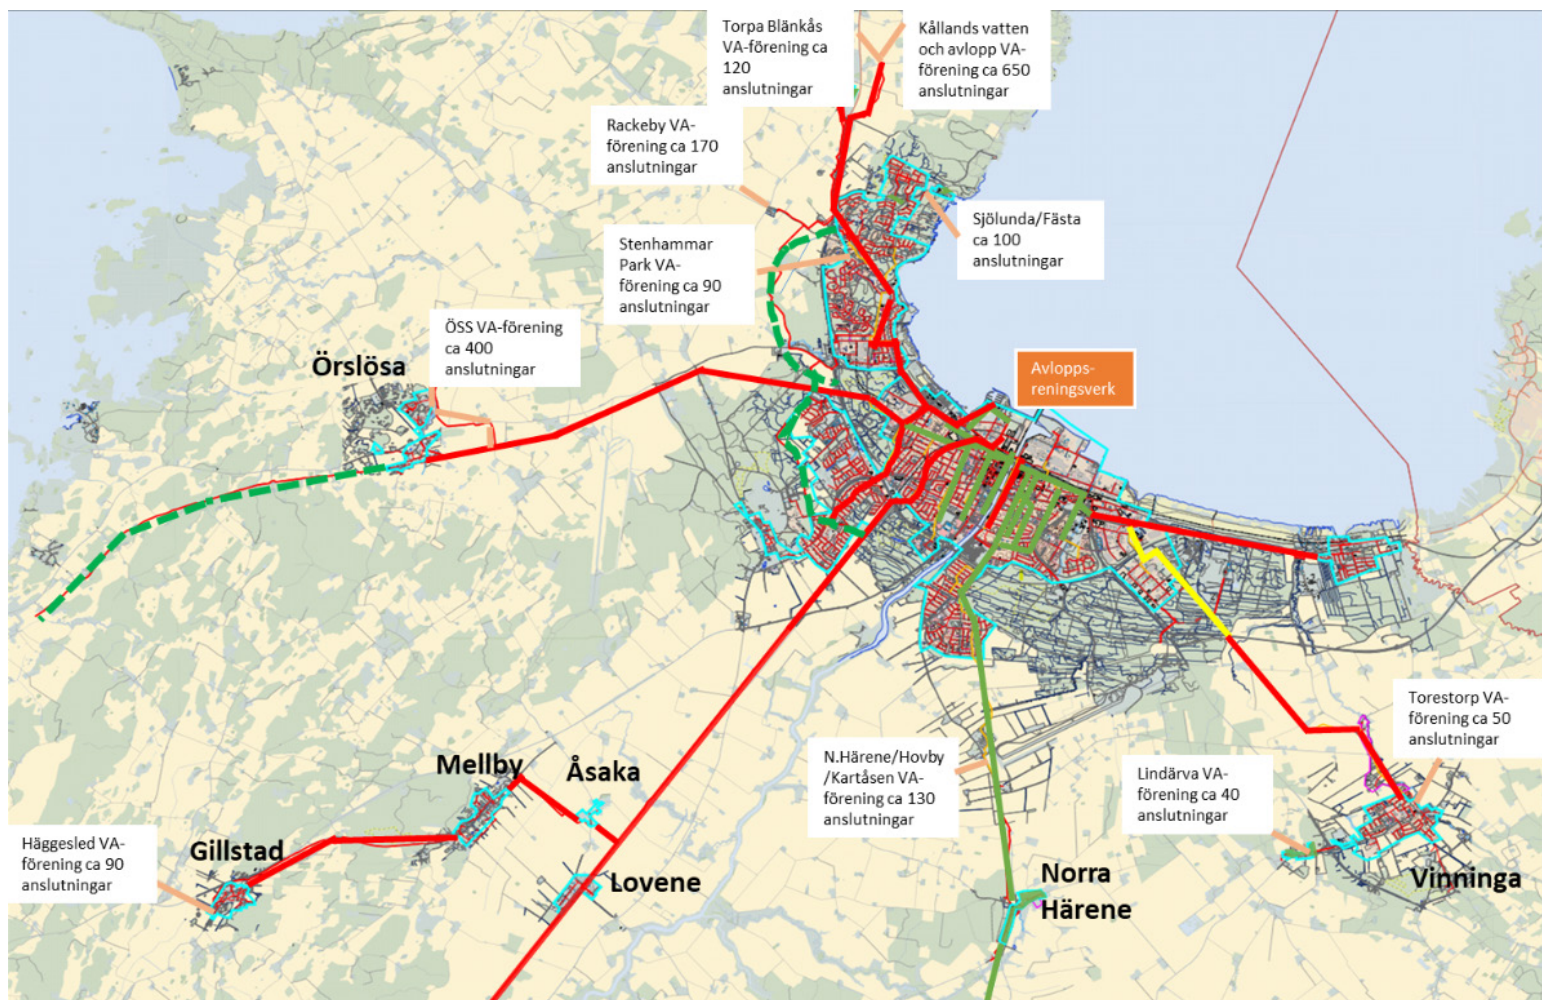 Torpa Blänkås
VA-förening ca
120
anslutningar
Kållands vatten
och avlopp VA-
förening ca 650
anslutningar
Rackeby VA-
förening ca 170
anslutningar
Sjölunda/Fästa
ca 100
anslutningar
Stenhammar
Park VA-
förening ca 90
anslutningar
ÖSS VA-förening
ca 400
anslutningar
Örslösa
Avlopps-
reningsverk
Torestorp VA-
förening ca 50
anslutningar
N.Härene/Hovby
/Kartåsen VA-
förening ca 130
anslutningar
Lindärva VA-
förening ca 40
anslutningar
Mellby
Åsaka
Häggesled VA-
förening ca 90
anslutningar
Gillstad
Lovene
Norra
Härene
Vinninga